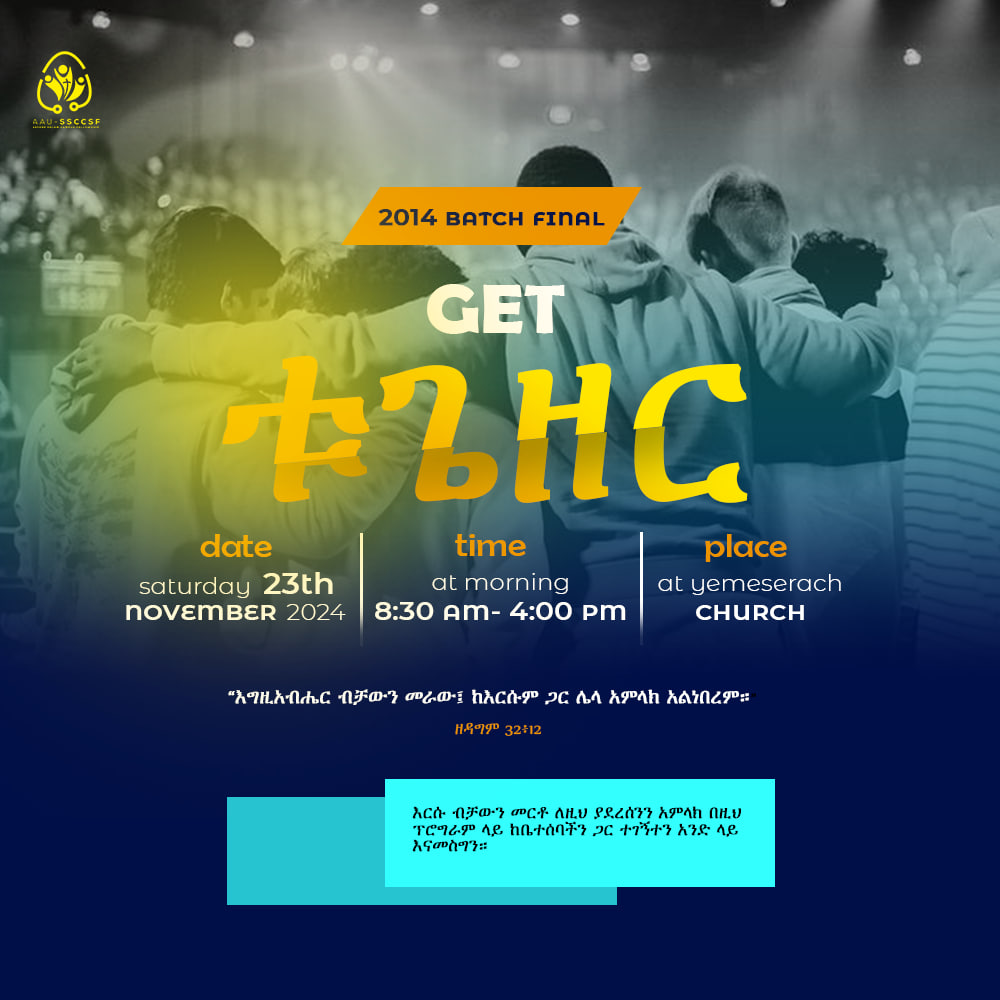 AAU-SSCCSF
2014 BATCH FINAL
GET
ቱጌዘር
date
saturday 23th
NOVEMBER 2024
time
at morning
8:30 AM- 4:00 PM
place
at yemeserach
CHURCH
“እግዚአብሔር ብቻውን መራው፤ ከእርሱም ጋር ሌላ አምላክ አልነበረም።
ዘዳግም 32፥12
እርሱ ብቻውን መርቶ ለዚህ ያደረሰንን አምላክ በዚህ
ፕሮግራም ላይ ከቤተሰባችን ጋር ተገኝተን አንድ ላይ
እናመስግን።